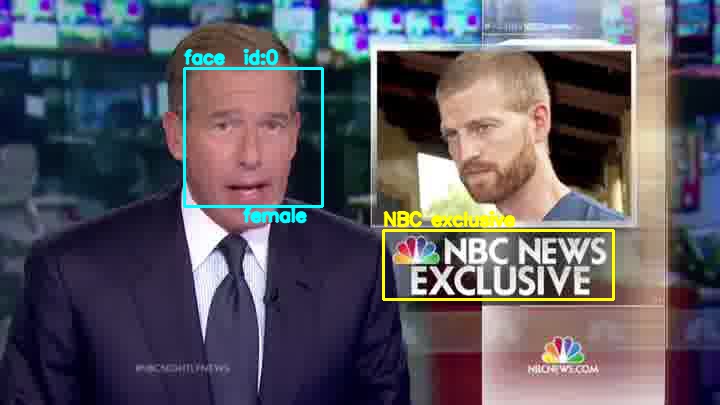 face id:0
female
NBC exclusive
NBC NEWS
EXCLUSIVE
#NBCNIGHTLYNEWS
NBCNEWS.COM